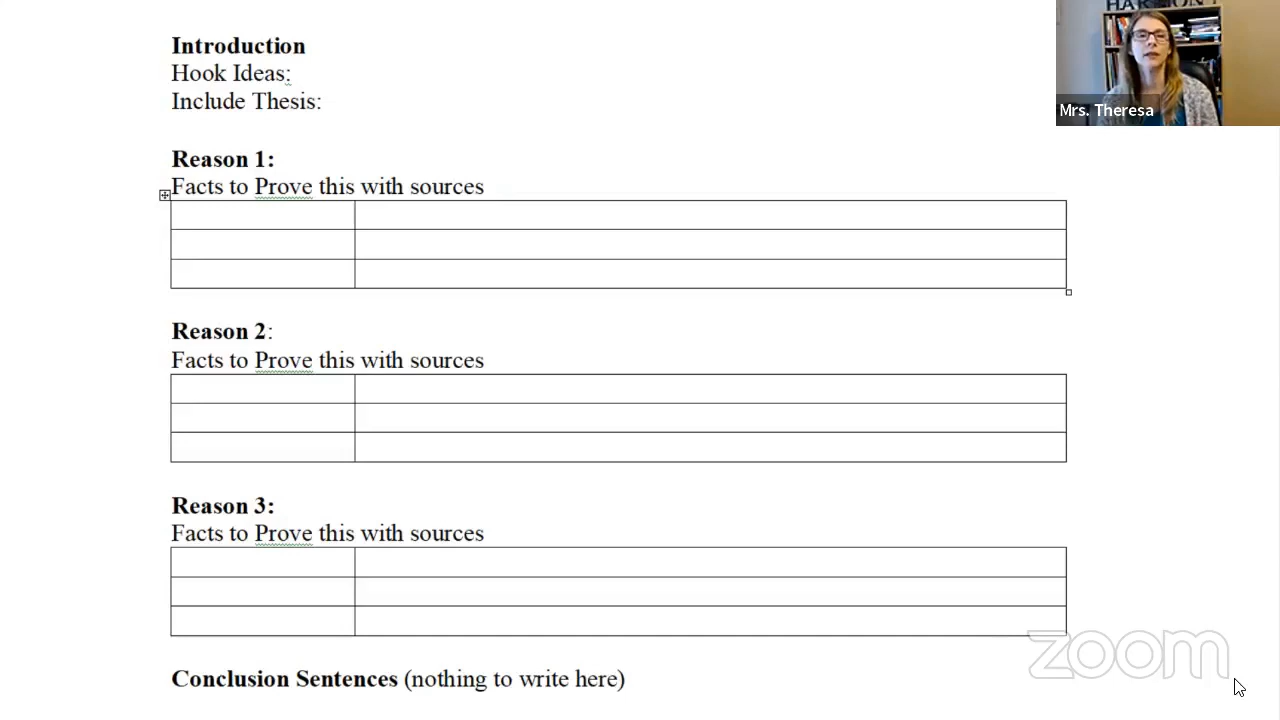 Introduction
Hook Ideas:
Include Thesis:
Reason 1:
Facts to Prove this with sources
Reason 2:
Facts to Prove this with sources
Reason 3:
Facts to Prove this with sources
Conclusion Sentences (nothing to write here)
Mrs. Theresa
zoom